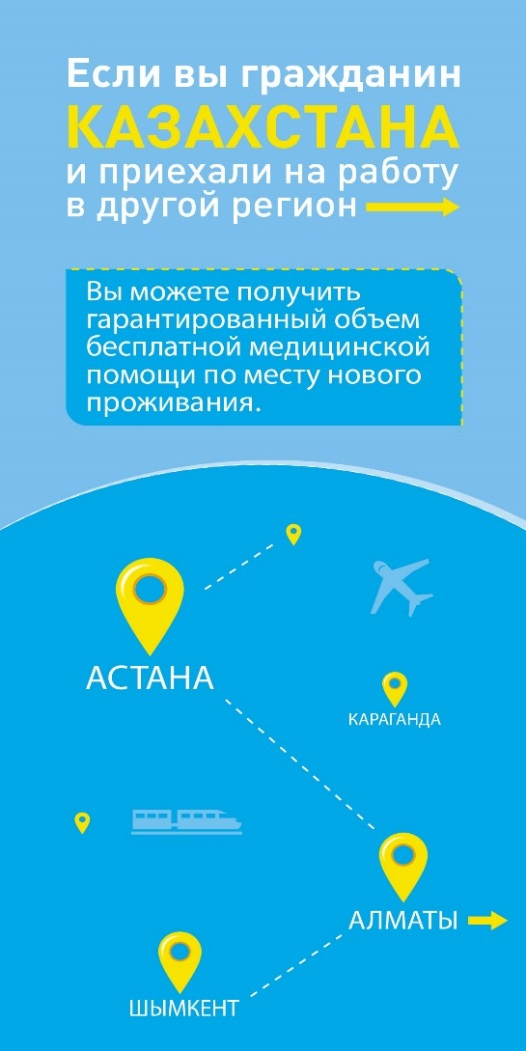 Если вы гражданин
КАЗАХСТАНА
и приехали на работу
в другой регион
Вы можете получить
гарантированный объем
бесплатной медицинской
помощи по месту нового
проживания.
АСТАНА
КАРАГАНДА
АЛМАТЫ
ШЫМКЕНТ